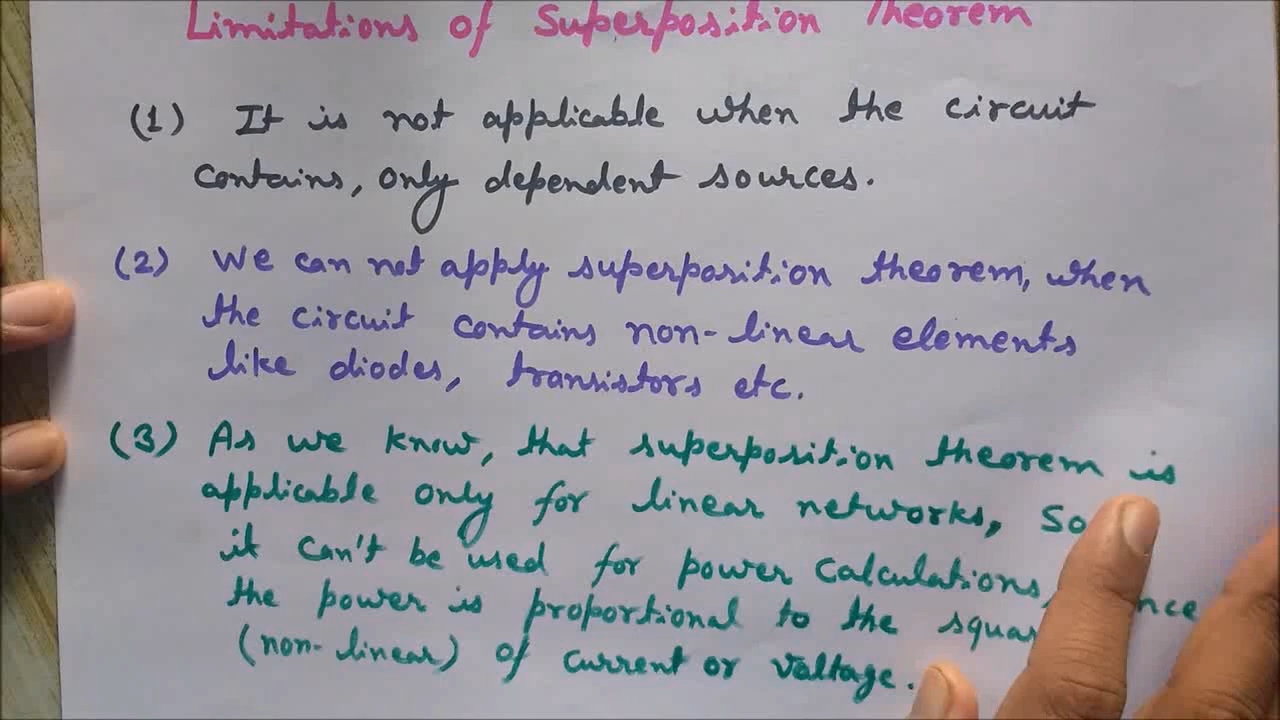 Limitations of Superposition Theorem
(1) It is not applicable when the circuit
contains, only dependent sources.
(2) We can not apply superposition theorem, when
the circuit contains non-linear elements
like diodes, transistors etc.
(3) As we know, that superposition theorem is
applicable only for linear networks, So
it can't be used for power calculations,
the power is proportional to the
(non-linear) of current or voltage.